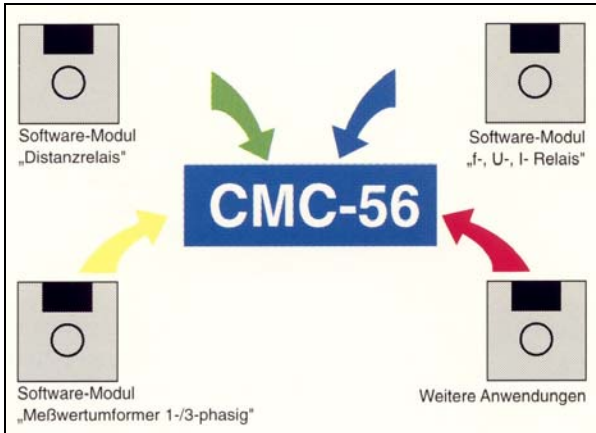 Software-Modul
„Distanzrelais"
Software-Modul
„f-, U-, I- Relais"
CMC-56
Software-Modul
„Meßwertumformer 1-/3-phasig"
Weitere Anwendungen